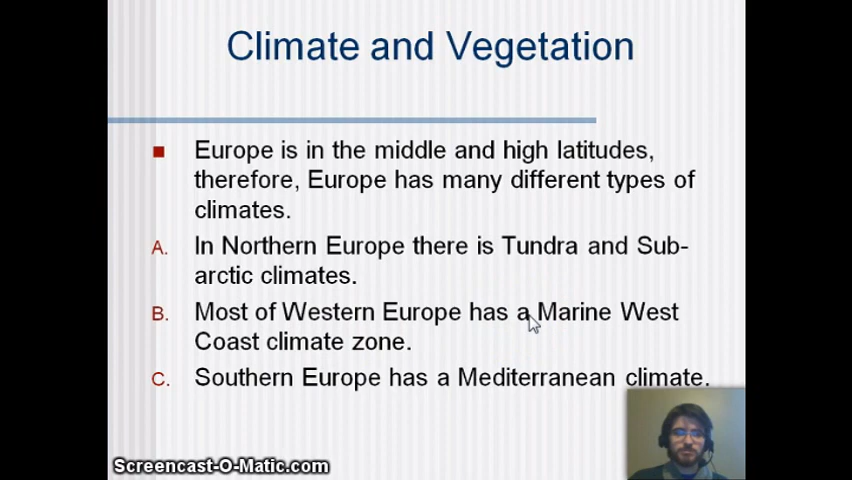 Climate and Vegetation
Europe is in the middle and high latitudes,
therefore, Europe has many different types of
climates.
A. In Northern Europe there is Tundra and Sub-
arctic climates.
B. Most of Western Europe has a Marine West
Coast climate zone.
C. Southern Europe has a Mediterranean climate.
Screencast-O-Matic.com